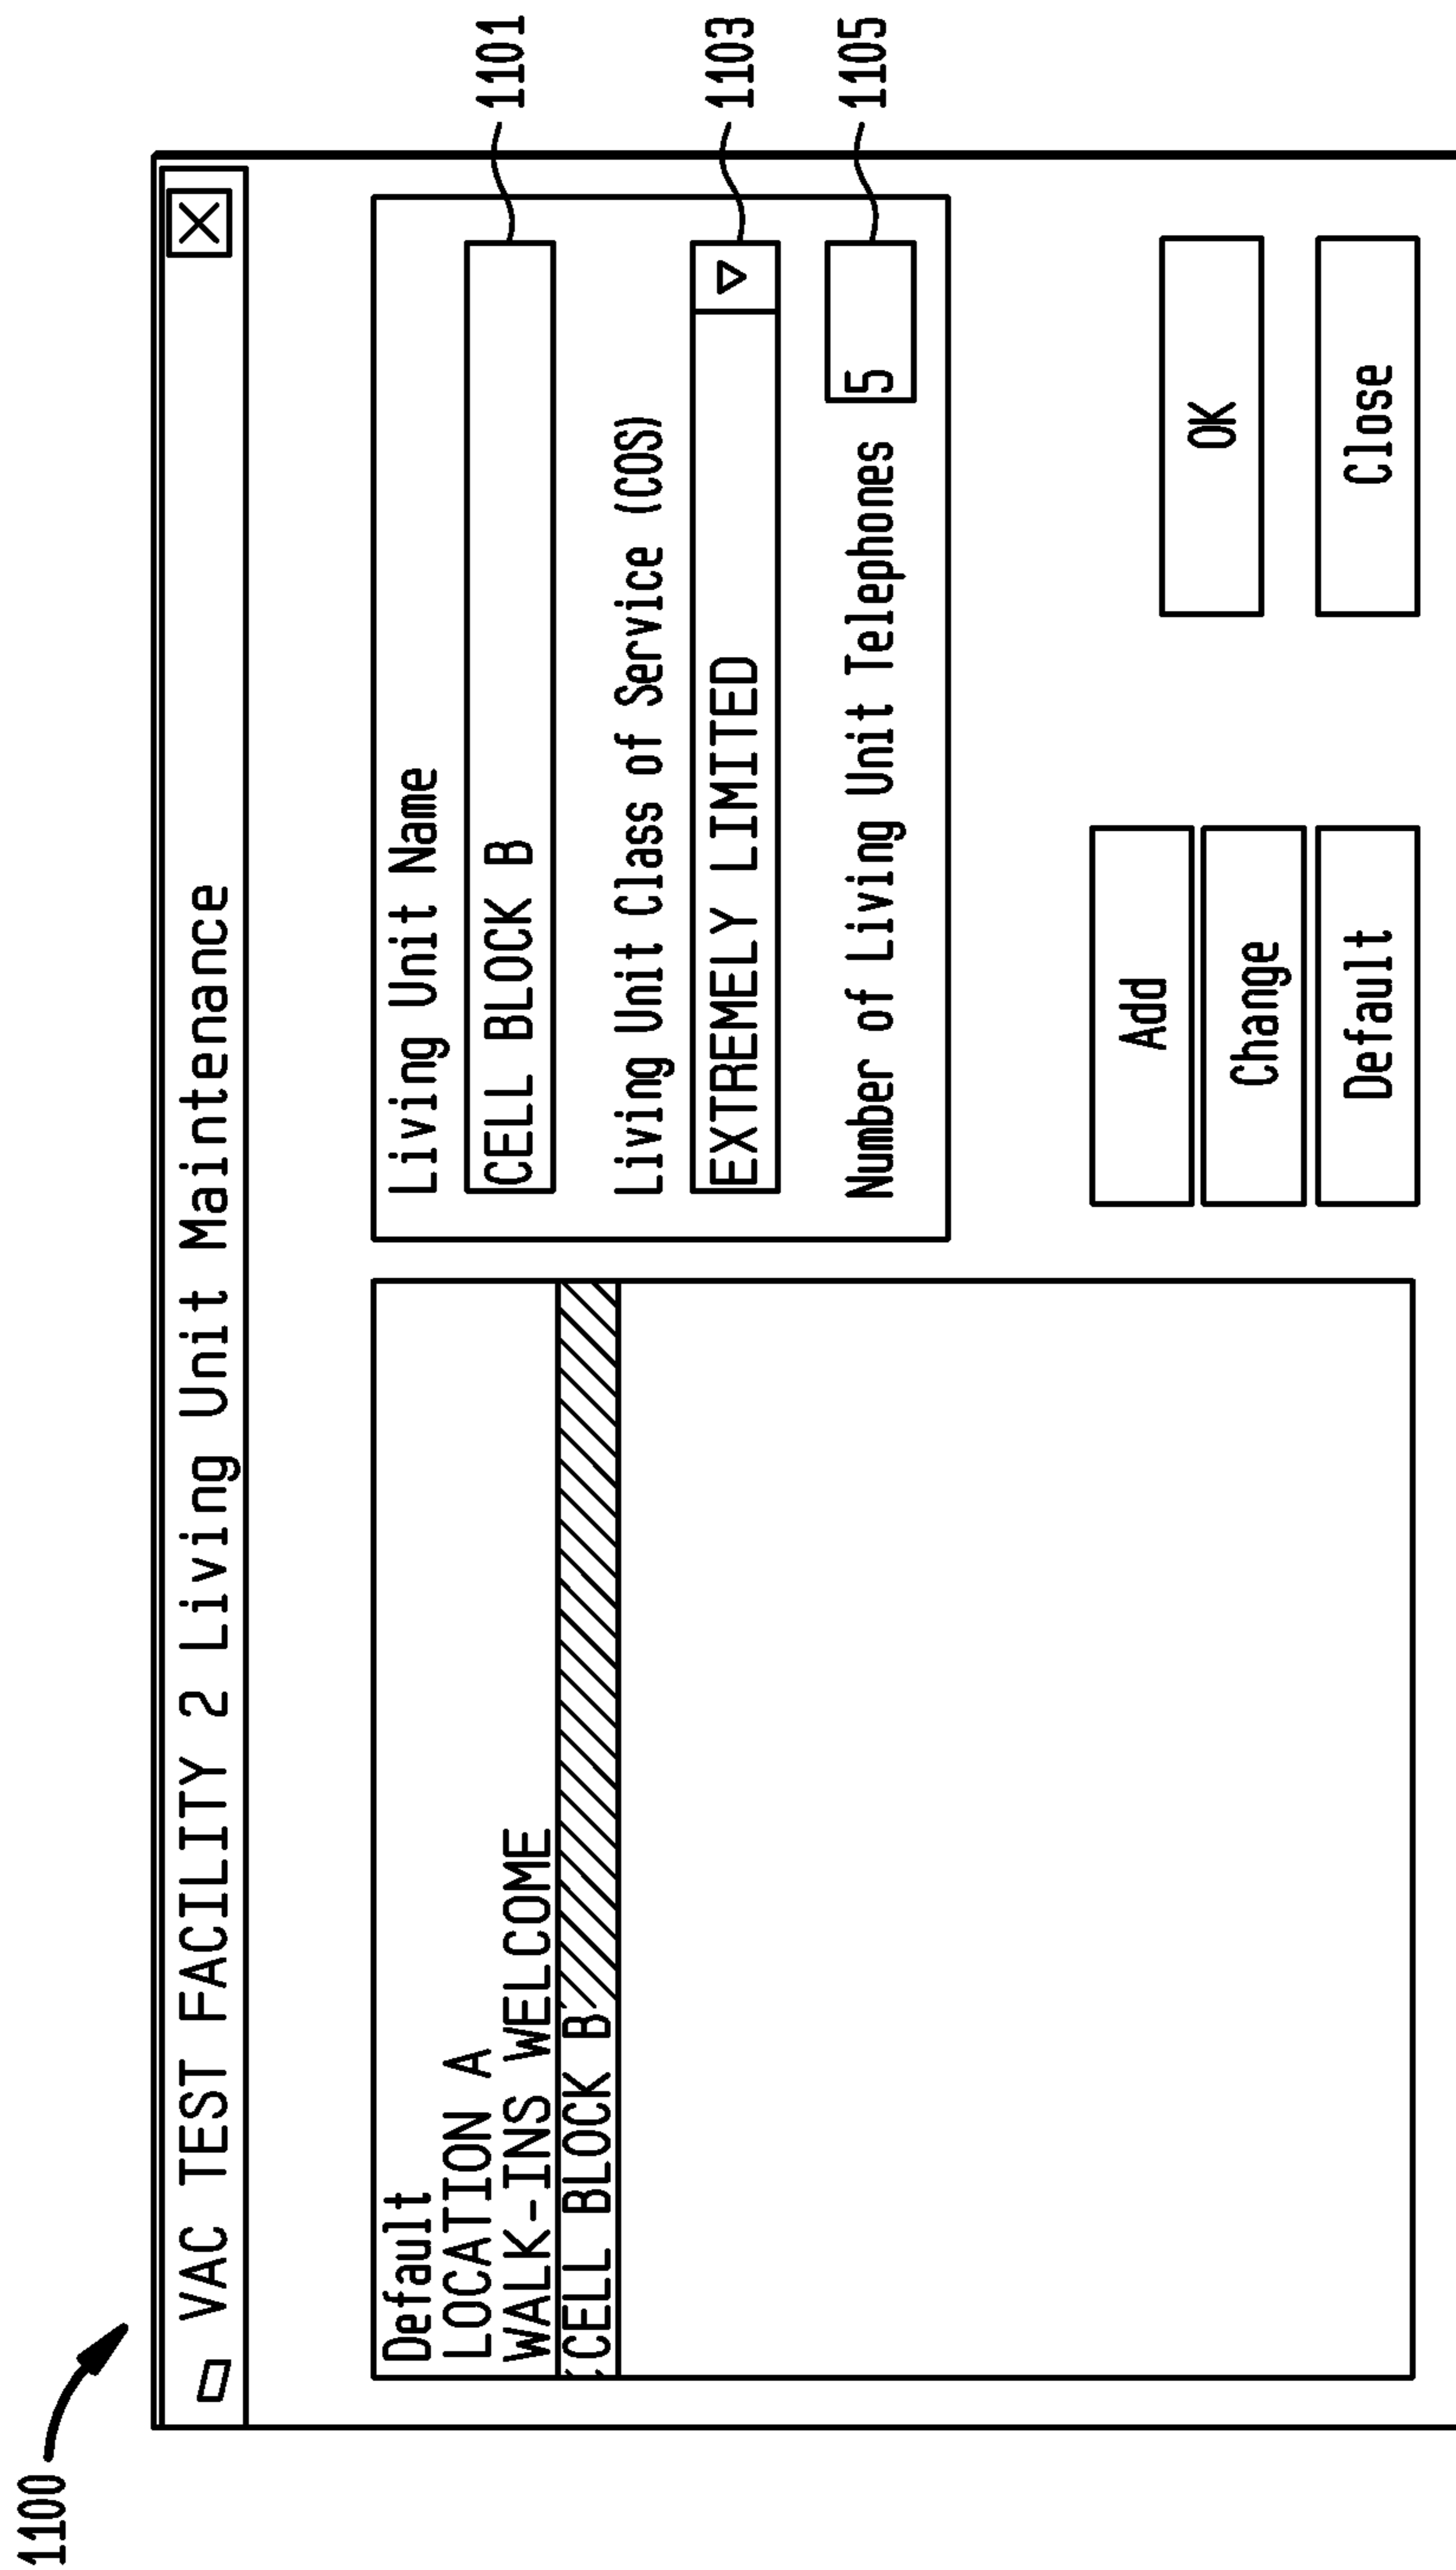 1100
VAC TEST FACILITY 2 Living Unit Maintenance
Default
LOCATION A
WALK-INS WELCOME
CELL BLOCK B
Living Unit Name
CELL BLOCK B
1101
Living Unit Class of Service (COS)
EXTREMELY LIMITED
1103
Number of Living Unit Telephones
5
1105
Add
Change
Default
OK
Close